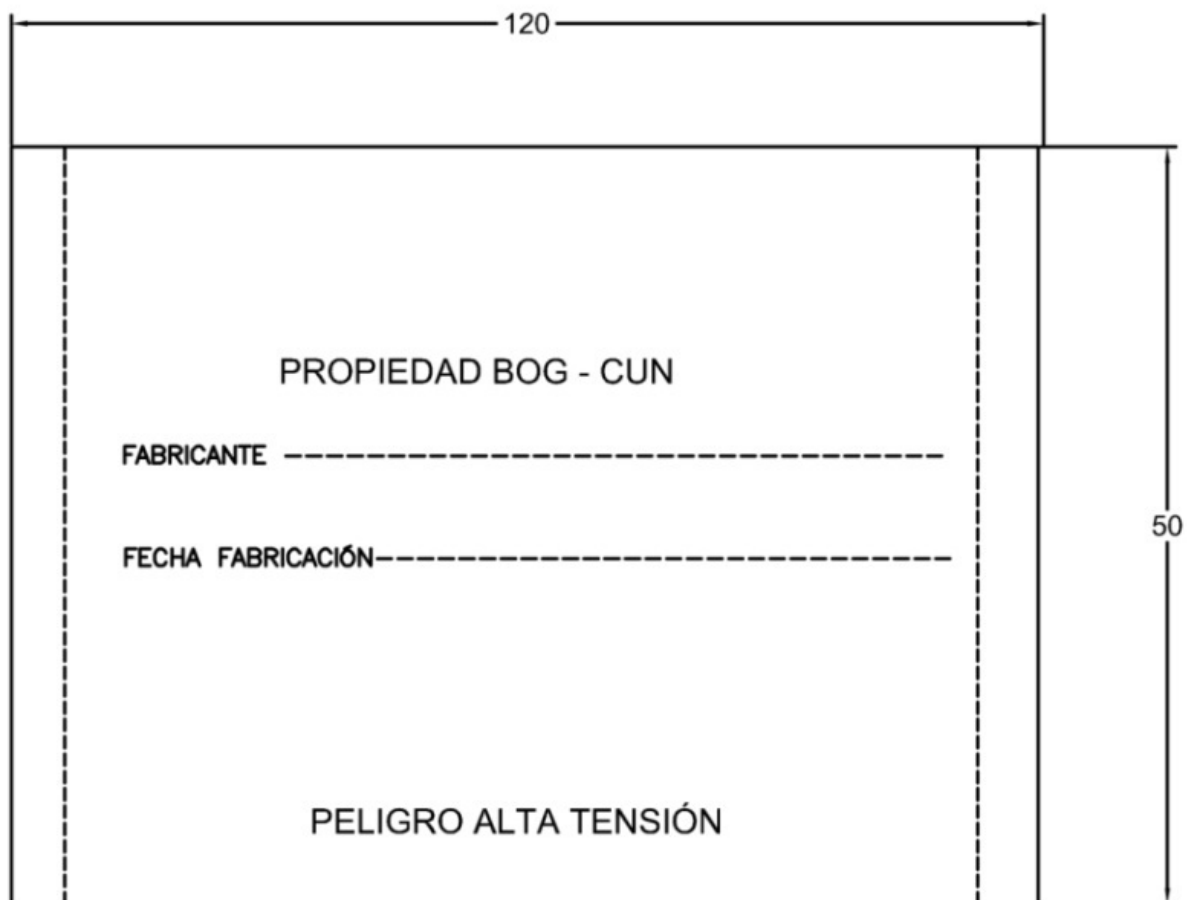 120
PROPIEDAD BOG - CUN
FABRICANTE
50
FECHA FABRICACIÓN
PELIGRO ALTA TENSIÓN